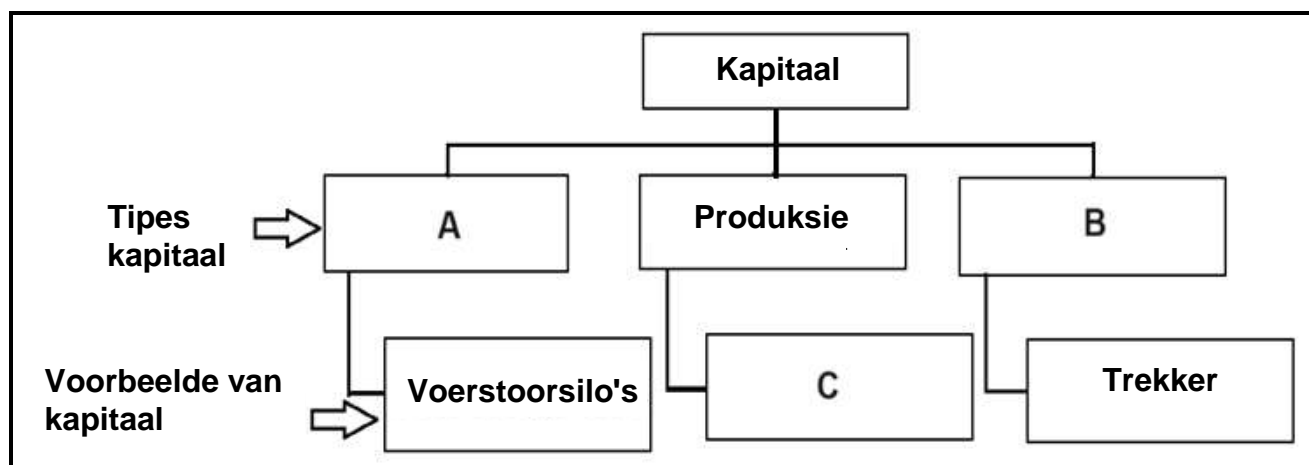 Kapitaal
Tipes
kapitaal
A
Produksie
B
Voorbeelde van
kapitaal
Voerstoorsilo's
C
Trekker